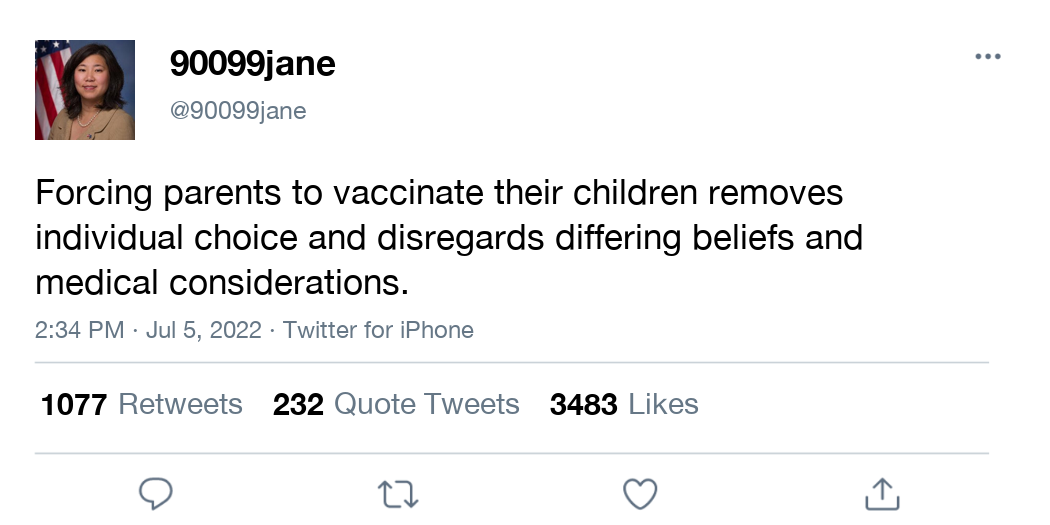 90099jane
@90099jane
Forcing parents to vaccinate their children removes
individual choice and disregards differing beliefs and
medical considerations.
2:34 PM · Jul 5, 2022 · Twitter for iPhone
1077 Retweets 232 Quote Tweets 3483 Likes